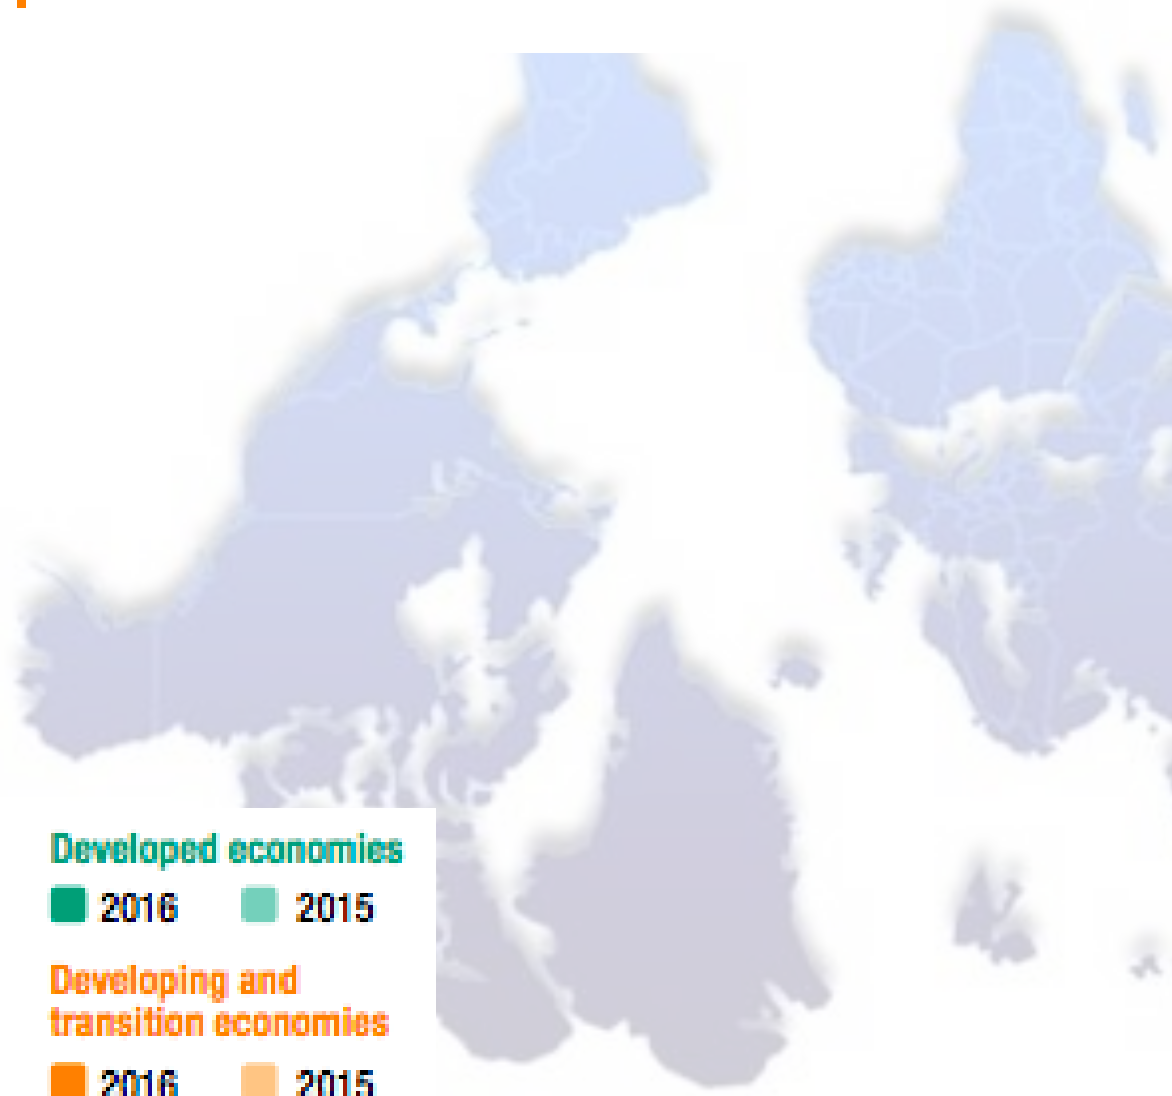 Developed economies
2016 2015
Developing and
transition economies
2016 2015